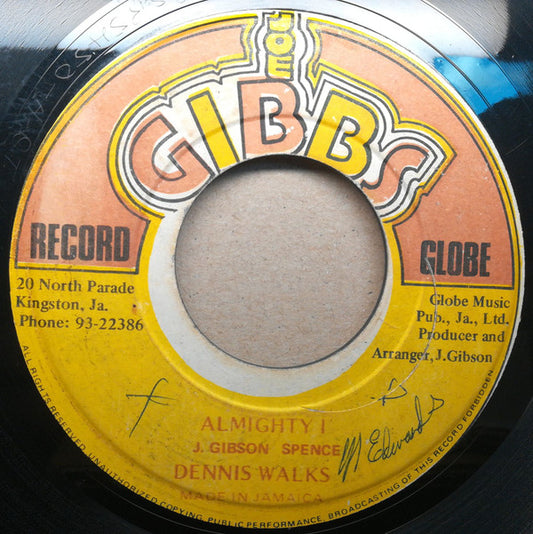 JOE
GIBBS
RECORD GLOBE
20 North Parade
Kingston, Ja.
Phone: 93-22386
Globe Music
Pub., Ja., Ltd.
Producer and
Arranger, J.Gibson
ALMIGHTY I
J. GIBSON SPENCE
DENNIS WALKS
MADE IN JAMAICA
Edwards
ALL RIGHTS RESERVED. UNAUTHORIZED COPYING, PUBLIC PERFORMANCE, BROADCASTING OF THIS RECORD FORBIDDEN